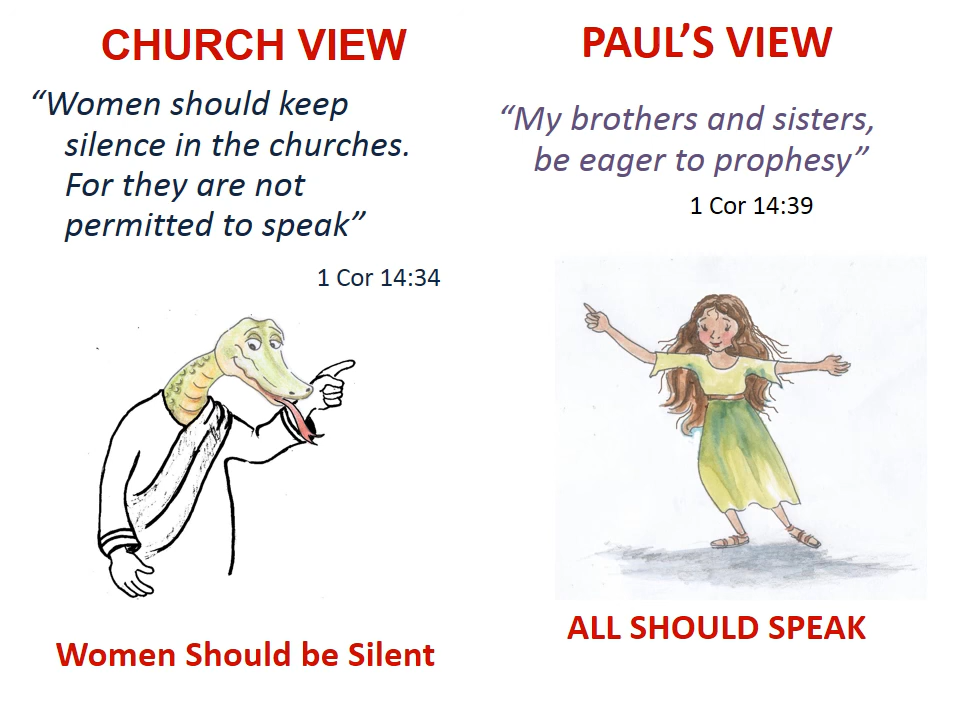 CHURCH VIEW
“Women should keep
silence in the churches.
For they are not
permitted to speak”
1 Cor 14:34
Women Should be Silent
PAUL’S VIEW
“My brothers and sisters,
be eager to prophesy”
1 Cor 14:39
ALL SHOULD SPEAK